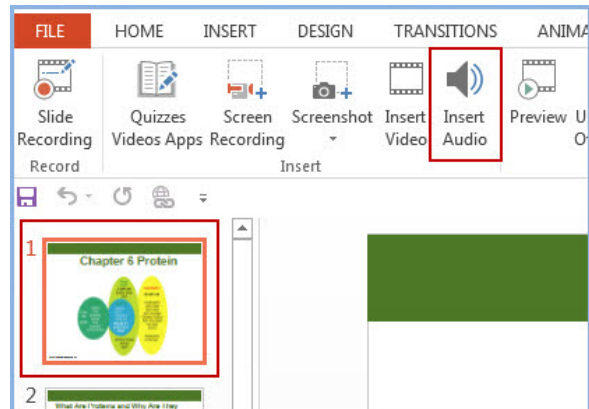 FILE HOME INSERT DESIGN TRANSITIONS ANIMA
Slide Quizzes Screen Screenshot Insert Insert Preview U
Recording Videos Apps Recording Video Audio O
Record Insert
1
Chapter 6 Protein
2
What Are Proteins and Why Are They